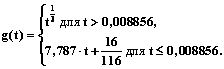 g(t) = { t^{1/3} для t > 0,008856,
7,787 · t + 16/116 для t ≤ 0,008856.